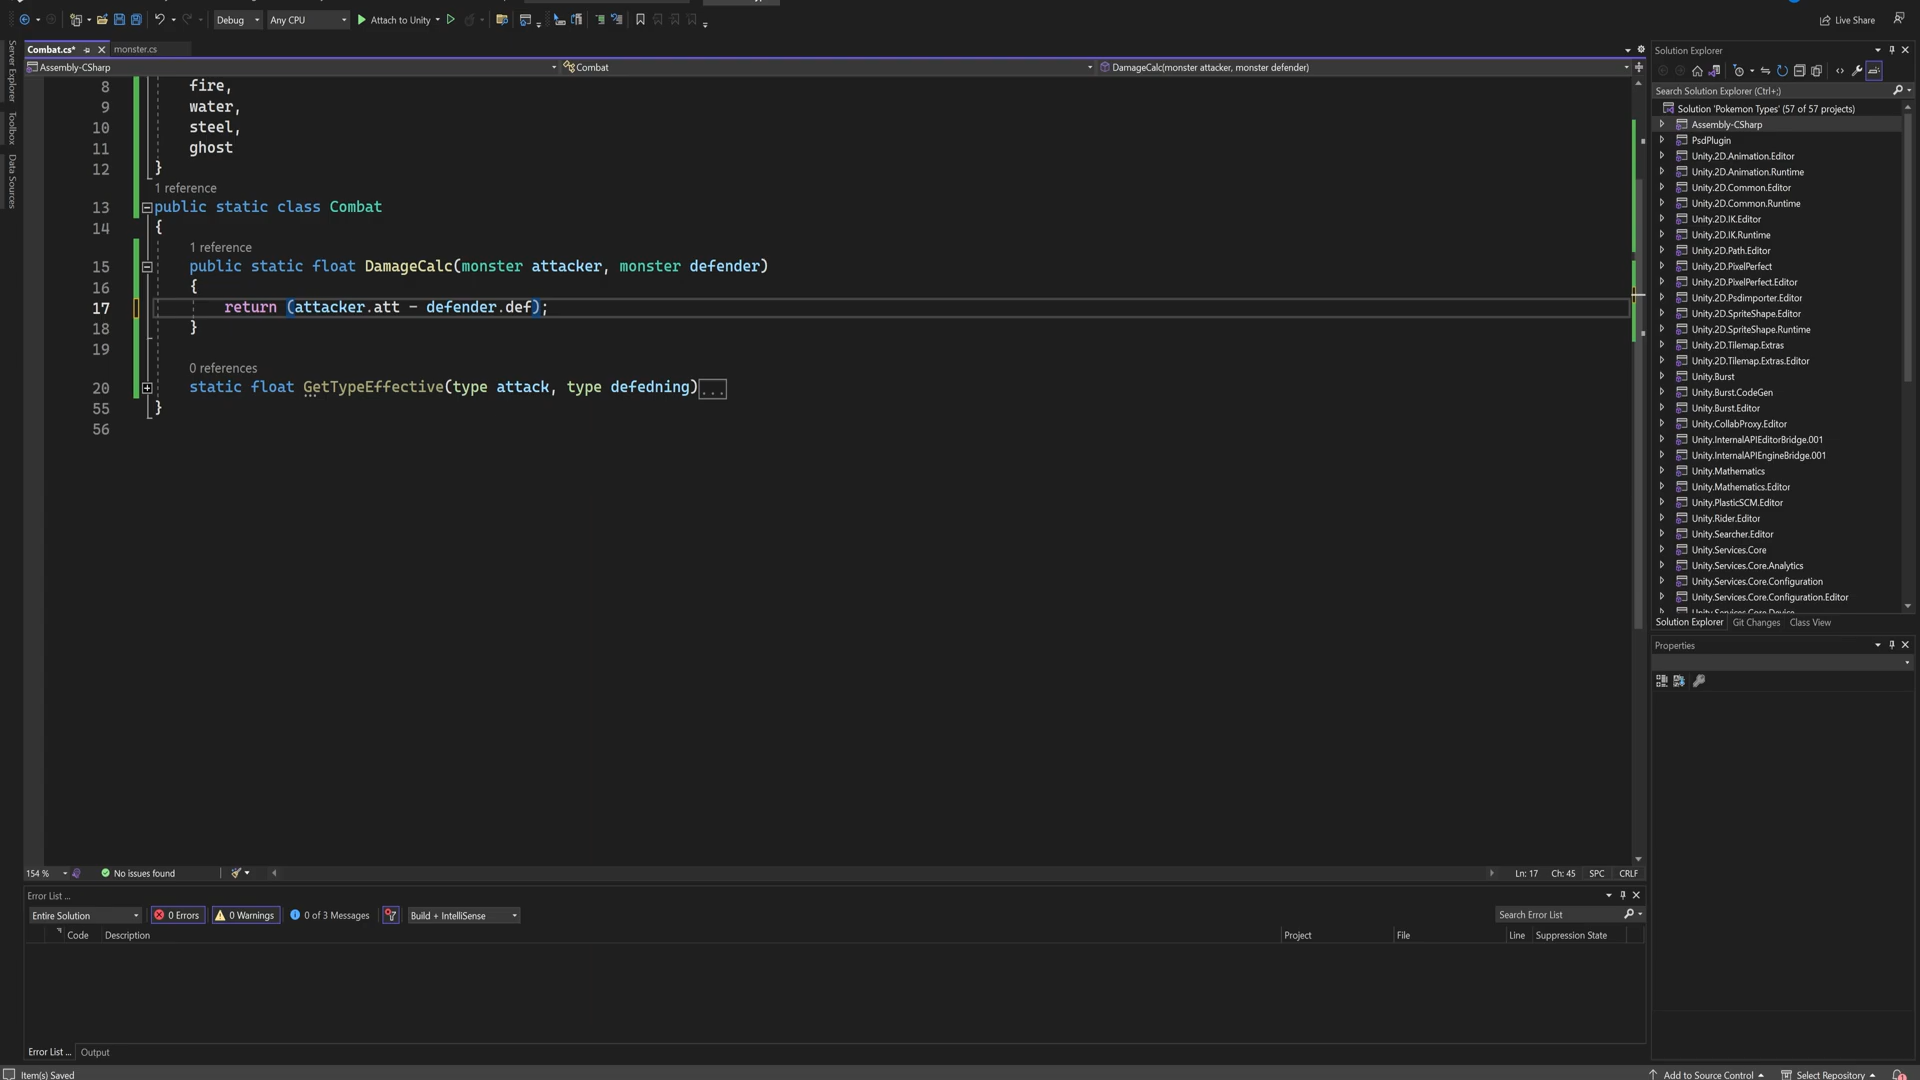 Debug
Any CPU
Attach to Unity
Live Share
Server Explorer
Toolbox
Data Sources
Combat.cs*
monster.cs
Assembly-CSharp
Combat
DamageCalc(monster attacker, monster defender)
8 fire,
9 water,
10 steel,
11 ghost
12 }
1 reference
13 public static class Combat
14 {
1 reference
15 public static float DamageCalc(monster attacker, monster defender)
16 {
17 return (attacker.att - defender.def);
18 }
19
0 references
20 static float GetTypeEffective(type attack, type defedning)...
55 }
56
154 %
No issues found
Ln: 17
Ch: 45
SPC
CRLF
Error List ...
Entire Solution
0 Errors
0 Warnings
0 of 3 Messages
Build + IntelliSense
Search Error List
Code
Description
Project
File
Line
Suppression State
Error List ...
Output
Item(s) Saved
Solution Explorer
Search Solution Explorer (Ctrl+;)
Solution 'Pokemon Types' (57 of 57 projects)
Assembly-CSharp
PsdPlugin
Unity.2D.Animation.Editor
Unity.2D.Animation.Runtime
Unity.2D.Common.Editor
Unity.2D.Common.Runtime
Unity.2D.IK.Editor
Unity.2D.IK.Runtime
Unity.2D.Path.Editor
Unity.2D.PixelPerfect
Unity.2D.PixelPerfect.Editor
Unity.2D.Psdimporter.Editor
Unity.2D.SpriteShape.Editor
Unity.2D.SpriteShape.Runtime
Unity.2D.Tilemap.Extras
Unity.2D.Tilemap.Extras.Editor
Unity.Burst
Unity.Burst.CodeGen
Unity.Burst.Editor
Unity.CollabProxy.Editor
Unity.InternalAPIEditorBridge.001
Unity.InternalAPIEngineBridge.001
Unity.Mathematics
Unity.Mathematics.Editor
Unity.PlasticSCM.Editor
Unity.Rider.Editor
Unity.Searcher.Editor
Unity.Services.Core
Unity.Services.Core.Analytics
Unity.Services.Core.Configuration
Unity.Services.Core.Configuration.Editor
Unity.Services.Core.Device
Solution Explorer
Git Changes
Class View
Properties
Add to Source Control
Select Repository